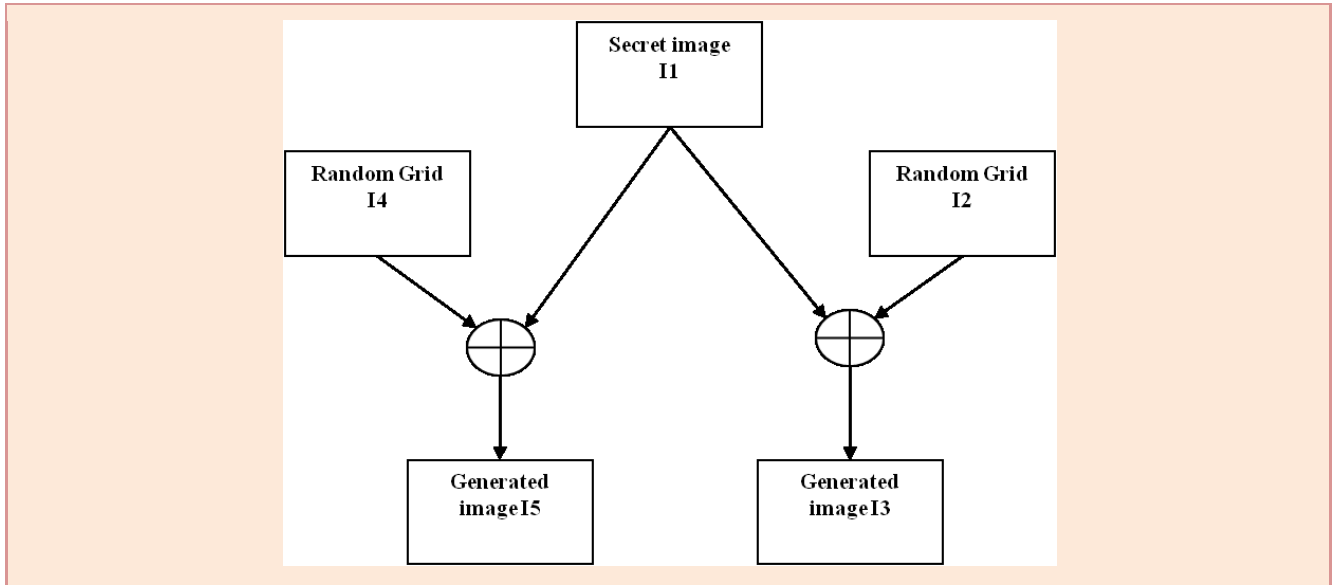 Secret image
I1
Random Grid
I4
Random Grid
I2
Generated
image I5
Generated
image I3